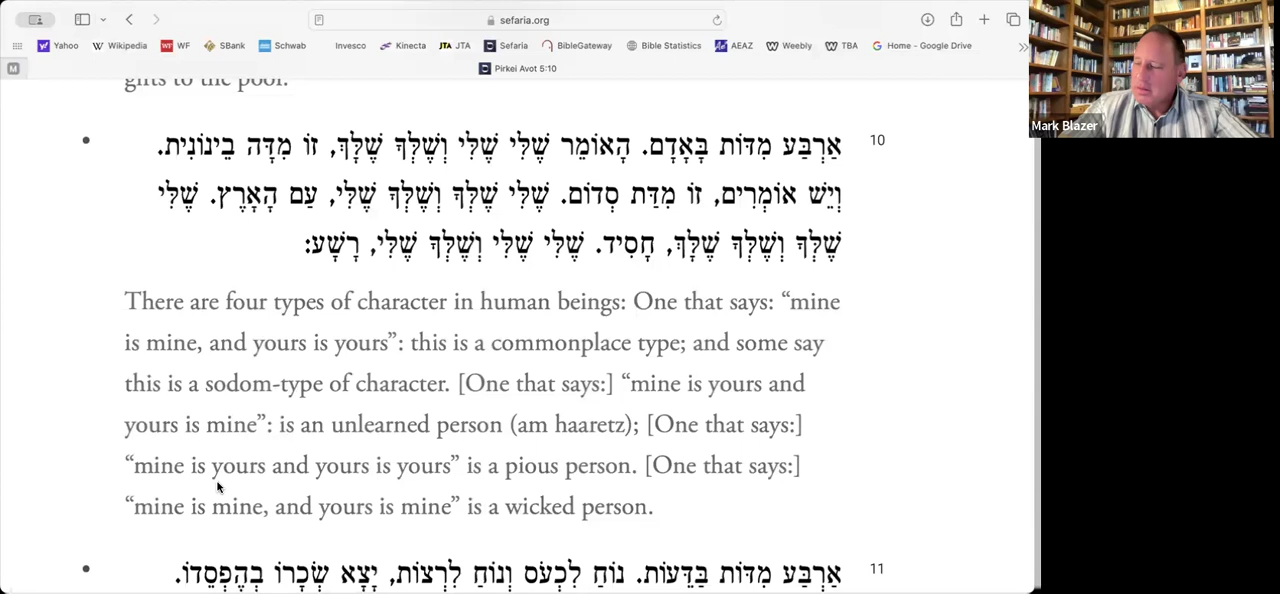 sefaria.org
Yahoo Wikipedia WF SBank Schwab Invesco Kinecta JTA JTA Sefaria BibleGateway Bible Statistics AEAZ Weebly TBA Home - Google Drive
M Pirkei Avot 5:10
Mark Blazer
gifts to the poor.
10
אַרְבַּע מִדּוֹת בָּאָדָם. הָאוֹמֵר שֶׁלִּי שֶׁלִּי וְשֶׁלְּךָ שֶׁלָּךְ, זוֹ מִדָּה בֵינוֹנִית.
וְיֵשׁ אוֹמְרִים, זוֹ מִדַּת סְדוֹם. שֶׁלִּי שֶׁלְּךָ וְשֶׁלְּךָ שֶׁלִּי, עַם הָאָרֶץ. שֶׁלִּי
שֶׁלְּךָ וְשֶׁלְּךָ שֶׁלָּךְ, חָסִיד. שֶׁלִּי שֶׁלִּי וְשֶׁלְּךָ שֶׁלִּי, רָשָׁע:
There are four types of character in human beings: One that says: “mine
is mine, and yours is yours”: this is a commonplace type; and some say
this is a sodom-type of character. [One that says:] “mine is yours and
yours is mine”: is an unlearned person (am haaretz); [One that says:]
“mine is yours and yours is yours” is a pious person. [One that says:]
“mine is mine, and yours is mine” is a wicked person.
11
אַרְבַּע מִדּוֹת בַּדֵּעוֹת. נוֹחַ לִכְעֹס וְנוֹחַ לִרְצוֹת, יָצָא שְׂכָרוֹ בְהֶפְסֵדוֹ.